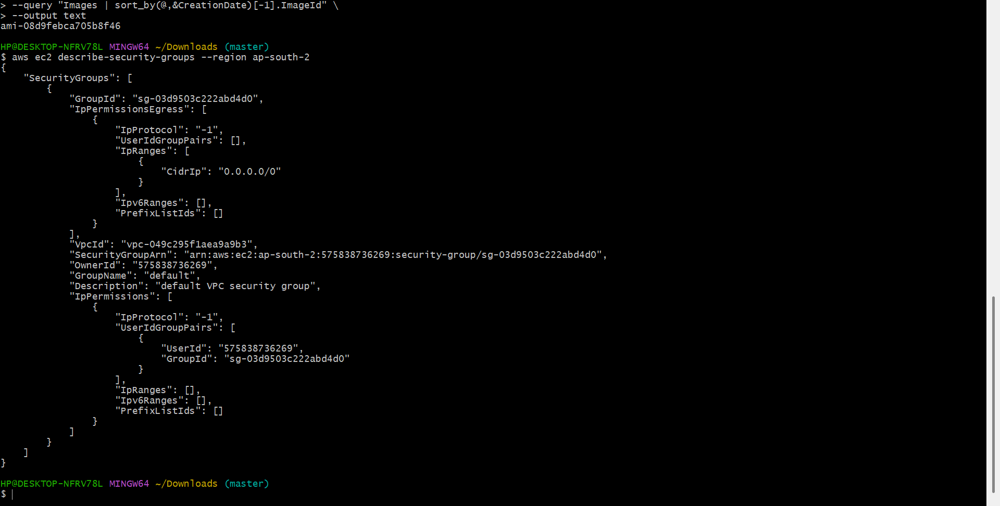 > --query "Images | sort_by(@,&CreationDate)[-1].ImageId" \
> --output text
ami-08d9febca705b8f46

HP@DESKTOP-NFRV78L MINGW64 ~/Downloads (master)
$ aws ec2 describe-security-groups --region ap-south-2
{
    "SecurityGroups": [
        {
            "GroupId": "sg-03d9503c222abd4d0",
            "IpPermissionsEgress": [
                {
                    "IpProtocol": "-1",
                    "UserIdGroupPairs": [],
                    "IpRanges": [
                        {
                            "CidrIp": "0.0.0.0/0"
                        }
                    ],
                    "Ipv6Ranges": [],
                    "PrefixListIds": []
                }
            ],
            "VpcId": "vpc-049c295f1aea9a9b3",
            "SecurityGroupArn": "arn:aws:ec2:ap-south-2:575838736269:security-group/sg-03d9503c222abd4d0",
            "OwnerId": "575838736269",
            "GroupName": "default",
            "Description": "default VPC security group",
            "IpPermissions": [
                {
                    "IpProtocol": "-1",
                    "UserIdGroupPairs": [
                        {
                            "UserId": "575838736269",
                            "GroupId": "sg-03d9503c222abd4d0"
                        }
                    ],
                    "IpRanges": [],
                    "Ipv6Ranges": [],
                    "PrefixListIds": []
                }
            ]
        }
    ]
}

HP@DESKTOP-NFRV78L MINGW64 ~/Downloads (master)
$